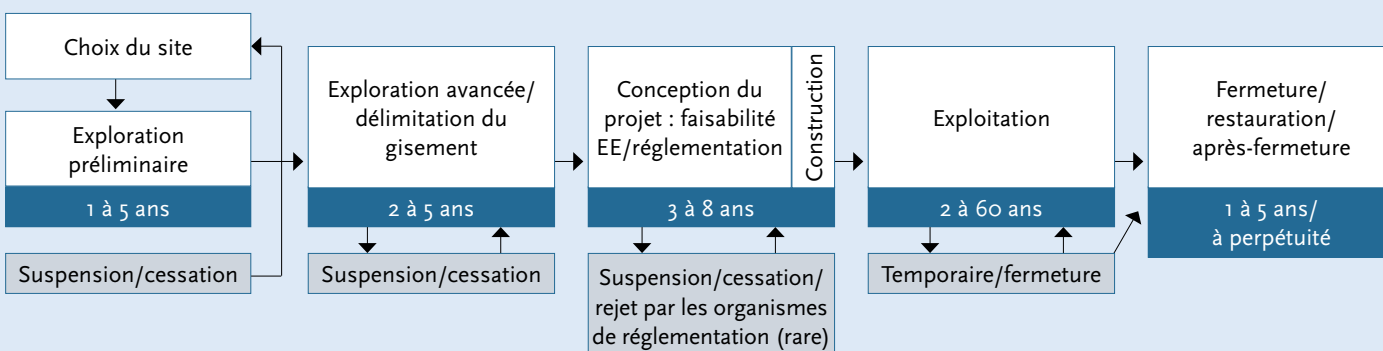 Choix du site
Exploration
préliminaire
1 à 5 ans
Suspension/cessation
Exploration avancée/
délimitation du
gisement
2 à 5 ans
Suspension/cessation
Conception du
projet : faisabilité
EE/réglementation
Construction
3 à 8 ans
Suspension/cessation/
rejet par les organismes
de réglementation (rare)
Exploitation
2 à 60 ans
Temporaire/fermeture
Fermeture/
restauration/
après-fermeture
1 à 5 ans/
à perpétuité